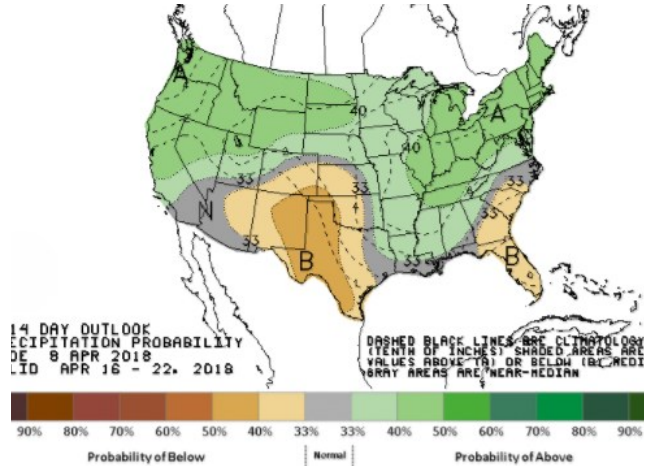 A
A
40
40
33
33
33
N
33
33
33
B
B
14 DAY OUTLOOK
ECIPITATION PROBABILITY
DE 8 APR 2018
LID APR 16 - 22, 2018
DASHED BLACK LINES ARE CLIMATOLOGY
(TENTH OF INCHES) SHADED AREAS ARE
VALUES ABOVE (A) OR BELOW (B) MEDI
GRAY AREAS ARE NEAR-MEDIAN
90% 80% 70% 60% 50% 40% 33% 33% 40% 50% 60% 70% 80% 90%
Probability of Below Normal Probability of Above